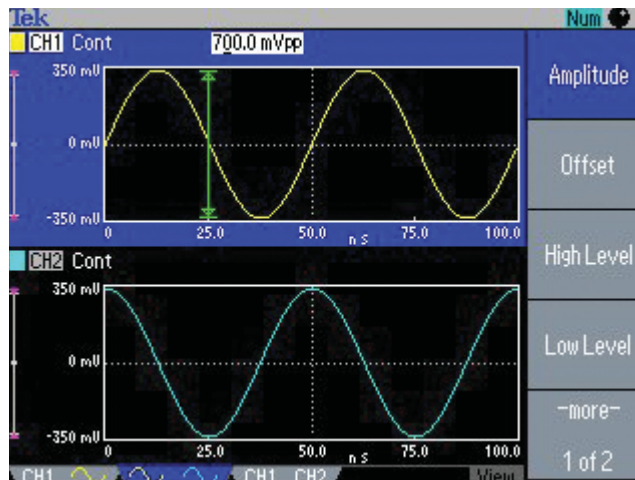 Tek Num
CH1 Cont 700.0 mVpp
350 mV
0 mV
-350 mV
0 25.0 50.0 ns 75.0 100.0
CH2 Cont
350 mV
0 mV
-350 mV
0 25.0 50.0 ns 75.0 100.0
CH1 CH1 CH2 View
Amplitude
Offset
High Level
Low Level
-more-
1 of 2